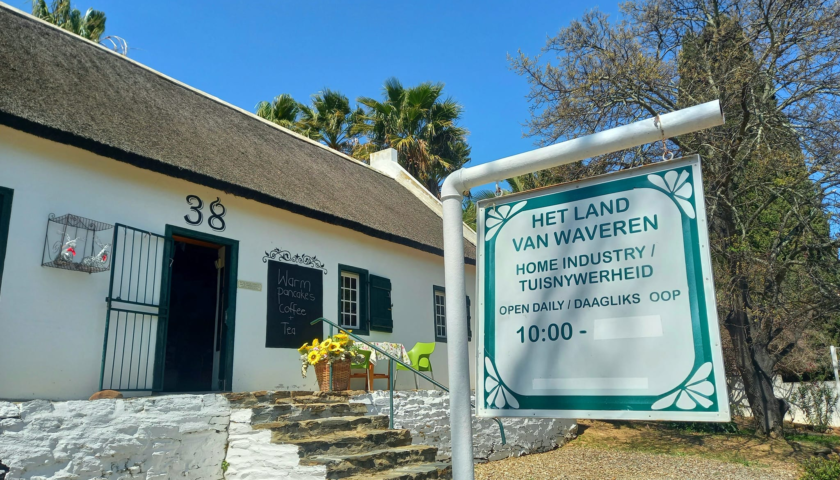 38
Warm
pancakes
Coffee
Tea
HET LAND
VAN WAVEREN
HOME INDUSTRY /
TUISNYWERHEID
OPEN DAILY / DAAGLIKS OOP
10:00 -